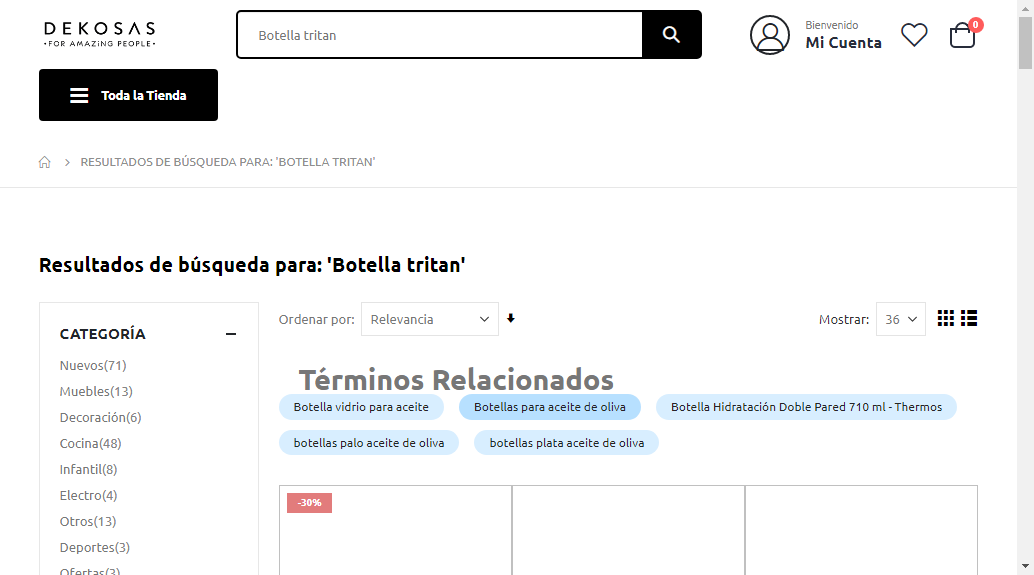 DEKOSAS
•FOR AMAZING PEOPLE•
Botella tritan
Bienvenido
Mi Cuenta
0
Toda la Tienda
RESULTADOS DE BÚSQUEDA PARA: 'BOTELLA TRITAN'
Resultados de búsqueda para: 'Botella tritan'
CATEGORÍA
Nuevos(71)
Muebles(13)
Decoración(6)
Cocina(48)
Infantil(8)
Electro(4)
Otros(13)
Deportes(3)
Ofertas(3)
Ordenar por:
Relevancia
Mostrar:
36
Términos Relacionados
Botella vidrio para aceite
Botellas para aceite de oliva
Botella Hidratación Doble Pared 710 ml - Thermos
botellas palo aceite de oliva
botellas plata aceite de oliva
-30%